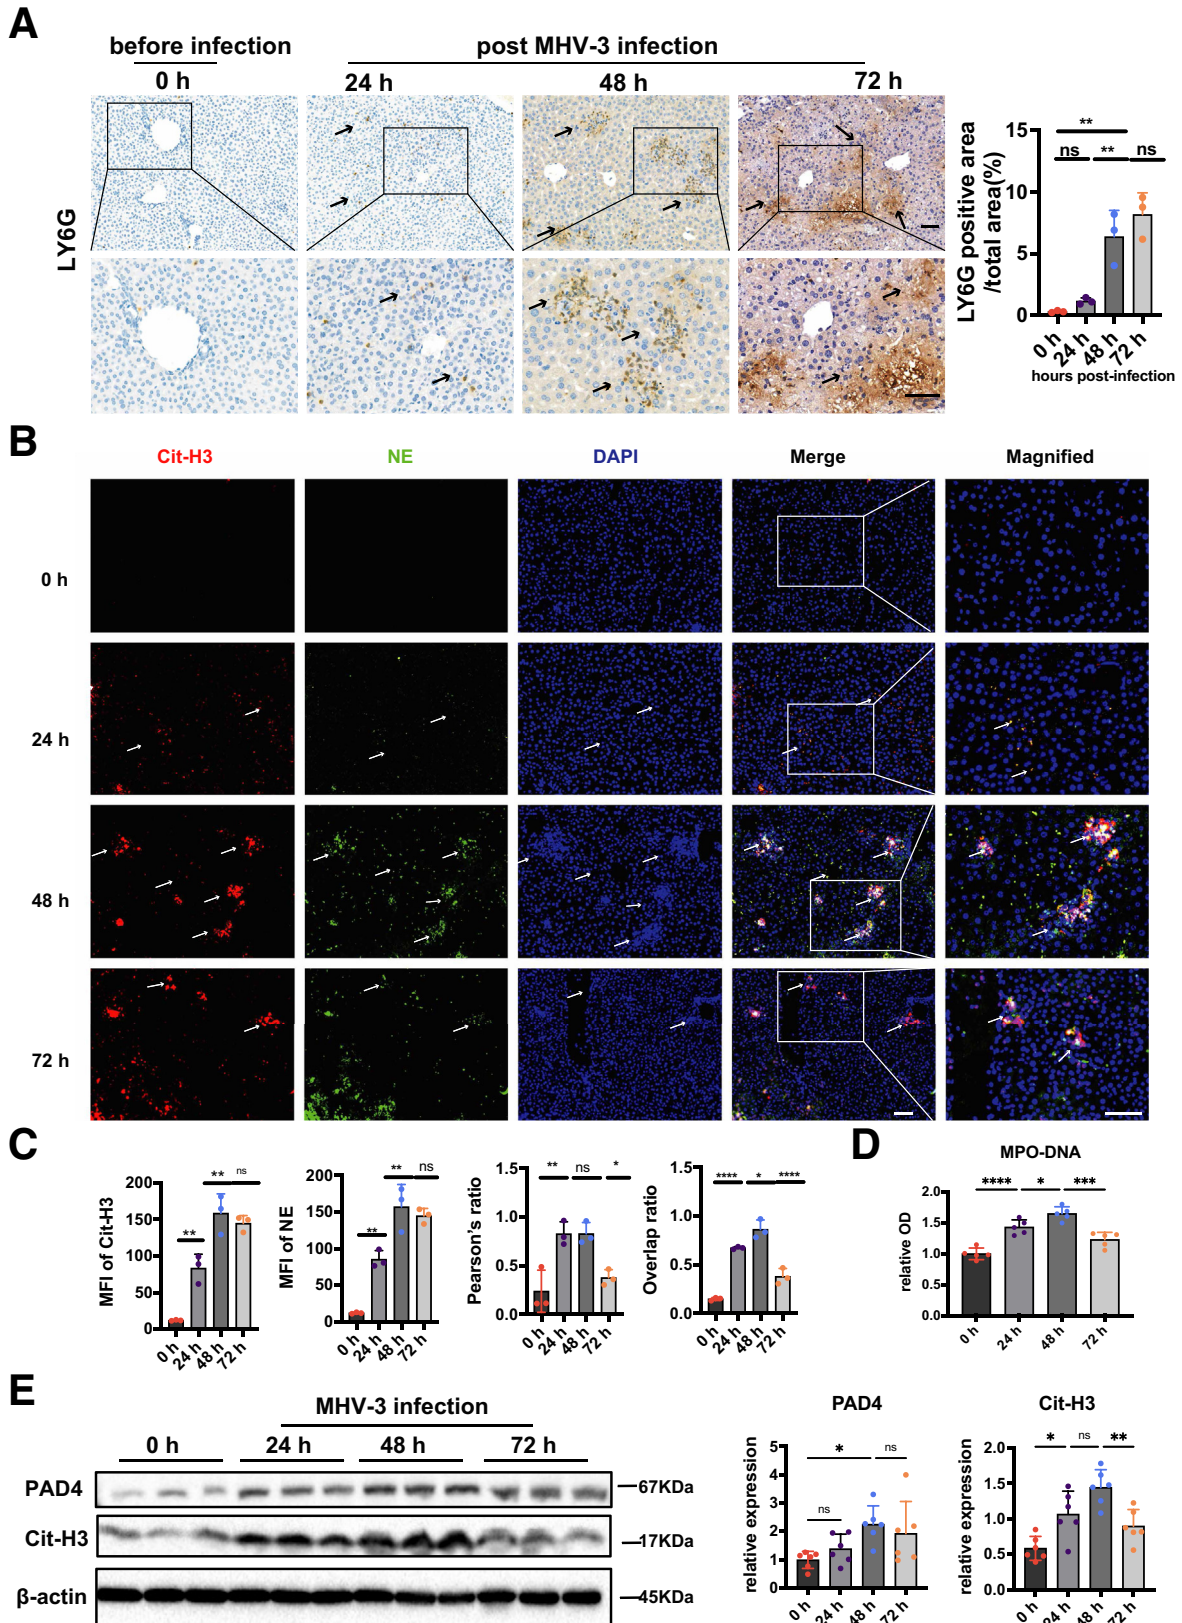 A
before infection
post MHV-3 infection
0 h
24 h
48 h
72 h
LY6G
LY6G positive area
/total area(%)
15
10
5
0
**
ns
**
ns
0 h
24 h
48 h
72 h
hours post-infection
B
Cit-H3
NE
DAPI
Merge
Magnified
0 h
24 h
48 h
72 h
C
MFI of Cit-H3
200
150
100
50
0
**
**
ns
0 h
24 h
48 h
72 h
MFI of NE
200
150
100
50
0
**
**
ns
0 h
24 h
48 h
72 h
Pearson's ratio
1.5
1.0
0.5
0.0
**
ns
*
0 h
24 h
48 h
72 h
Overlap ratio
1.5
1.0
0.5
0.0
****
*
****
0 h
24 h
48 h
72 h
D
MPO-DNA
relative OD
2.0
1.5
1.0
0.5
0.0
****
*
***
0 h
24 h
48 h
72 h
E
MHV-3 infection
0 h
24 h
48 h
72 h
PAD4
67KDa
Cit-H3
17KDa
β-actin
45KDa
PAD4
relative expression
5
4
3
2
1
0
*
ns
ns
0 h
24 h
48 h
72 h
Cit-H3
relative expression
2.0
1.5
1.0
0.5
0.0
*
ns
**
0 h
24 h
48 h
72 h